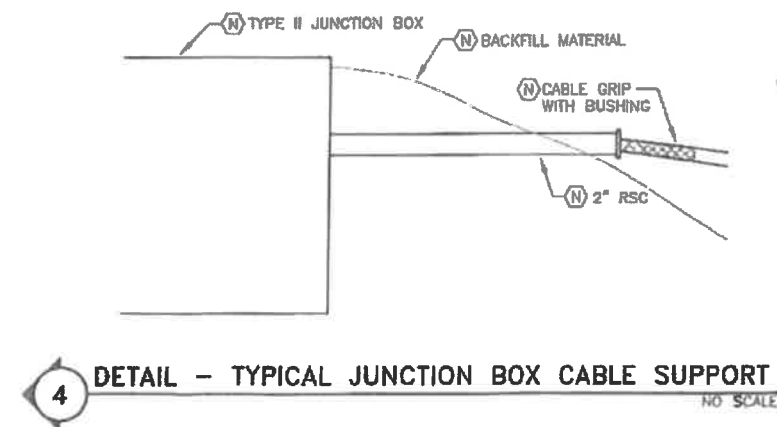 N TYPE II JUNCTION BOX
N BACKFILL MATERIAL
N CABLE GRIP
WITH BUSHING
N 2" RSC
4 DETAIL - TYPICAL JUNCTION BOX CABLE SUPPORT
NO SCALE